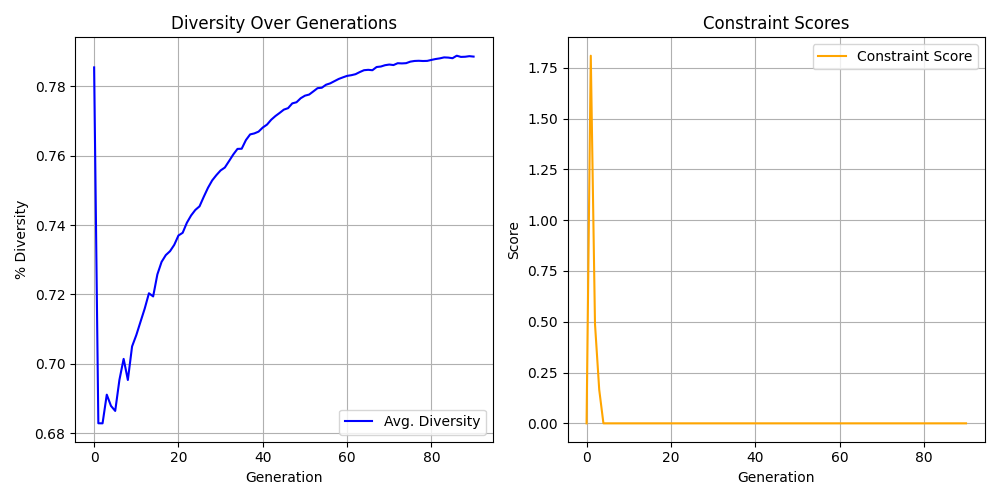 Diversity Over Generations
% Diversity
0.78
0.76
0.74
0.72
0.70
0.68
0 20 40 60 80
Generation
Avg. Diversity
Constraint Scores
Score
1.75
1.50
1.25
1.00
0.75
0.50
0.25
0.00
0 20 40 60 80
Generation
Constraint Score